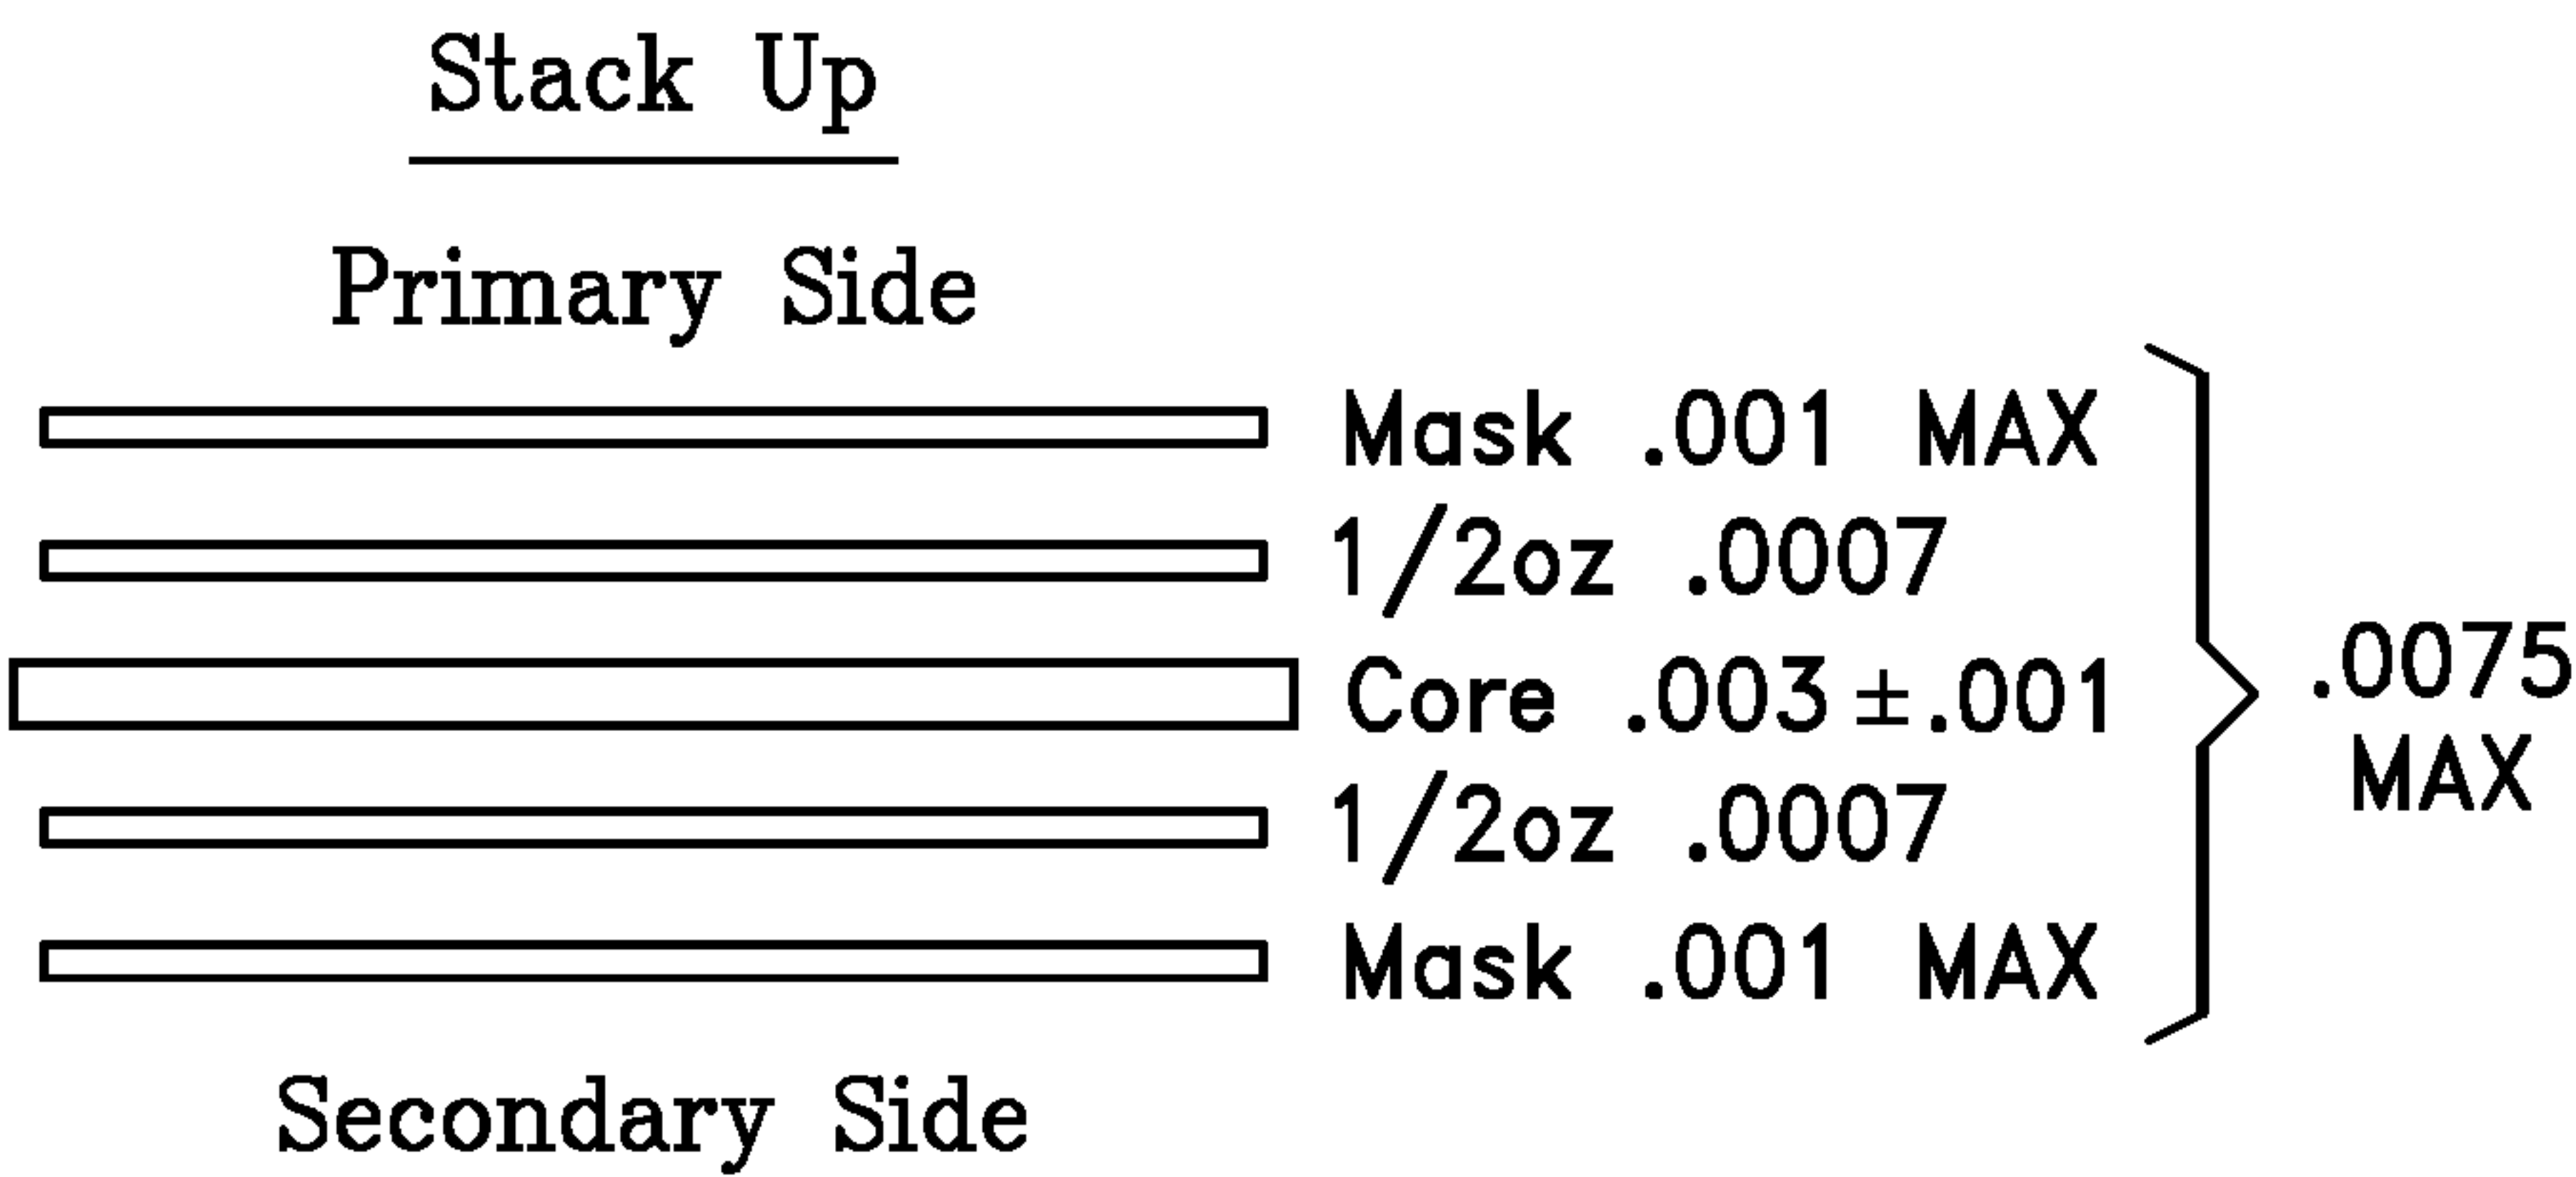 Stack Up
Primary Side
Mask .001 MAX
1/2oz .0007
Core .003 ±.001
1/2oz .0007
Mask .001 MAX
.0075
MAX
Secondary Side